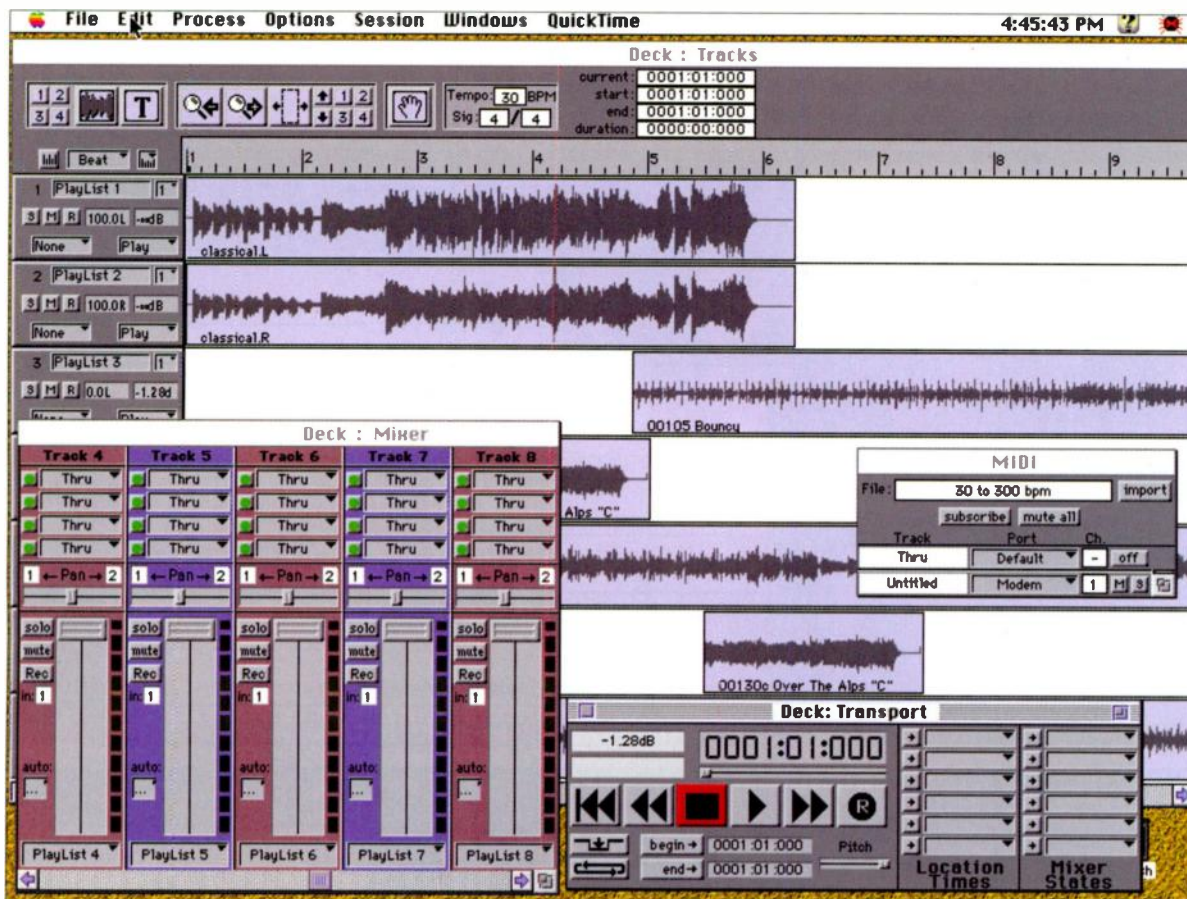 File Edit Process Options Session Windows QuickTime 4:45:43 PM
Deck : Tracks
current: 0001:01:000
start: 0001:01:000
end: 0001:01:000
duration: 0000:00:000
1 2
3 4
T
1 2
3 4
Tempo: 30 BPM
Sig: 4 / 4
Beat
1 2 3 4 5 6 7 8 9
1 PlayList 1 1
S M R 100.0L -∞dB
None Play
classical.L
2 PlayList 2 1
S M R 100.0R -∞dB
None Play
classical.R
3 PlayList 3 1
S M R 0.0L -1.28d
00105 Bouncy
Alps "C"
00130c Over The Alps "C"
Deck : Mixer
Track 4 Track 5 Track 6 Track 7 Track 8
Thru Thru Thru Thru Thru
Thru Thru Thru Thru Thru
Thru Thru Thru Thru Thru
Thru Thru Thru Thru Thru
1 ←Pan→ 2 1 ←Pan→ 2 1 ←Pan→ 2 1 ←Pan→ 2 1 ←Pan→ 2
solo solo solo solo solo
mute mute mute mute mute
Rec Rec Rec Rec Rec
in: 1 in: 1 in: 1 in: 1 in: 1
auto: auto: auto: auto: auto:
... ... ... ... ...
PlayList 4 PlayList 5 PlayList 6 PlayList 7 PlayList 8
MIDI
File: 30 to 300 bpm import
subscribe mute all
Track Port Ch.
Thru Default - off
Untitled Modem 1 M S
Deck: Transport
-1.28dB 0001:01:000
R
begin→ 0001:01:000 Pitch
end→ 0001:01:000
Location Times
Mixer States